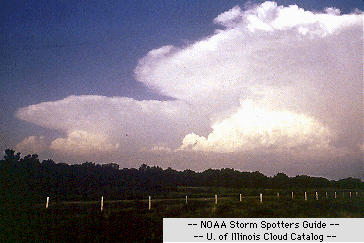 -- NOAA Storm Spotters Guide --
-- U. of Illinois Cloud Catalog --